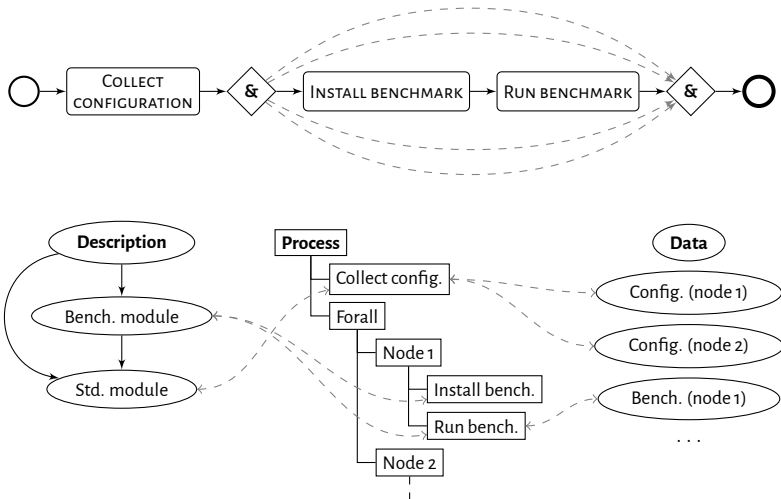 COLLECT
CONFIGURATION
&
INSTALL BENCHMARK
RUN BENCHMARK
&
Description
Bench. module
Std. module
Process
Collect config.
Forall
Node 1
Install bench.
Run bench.
Node 2
Data
Config. (node 1)
Config. (node 2)
Bench. (node 1)
. . .